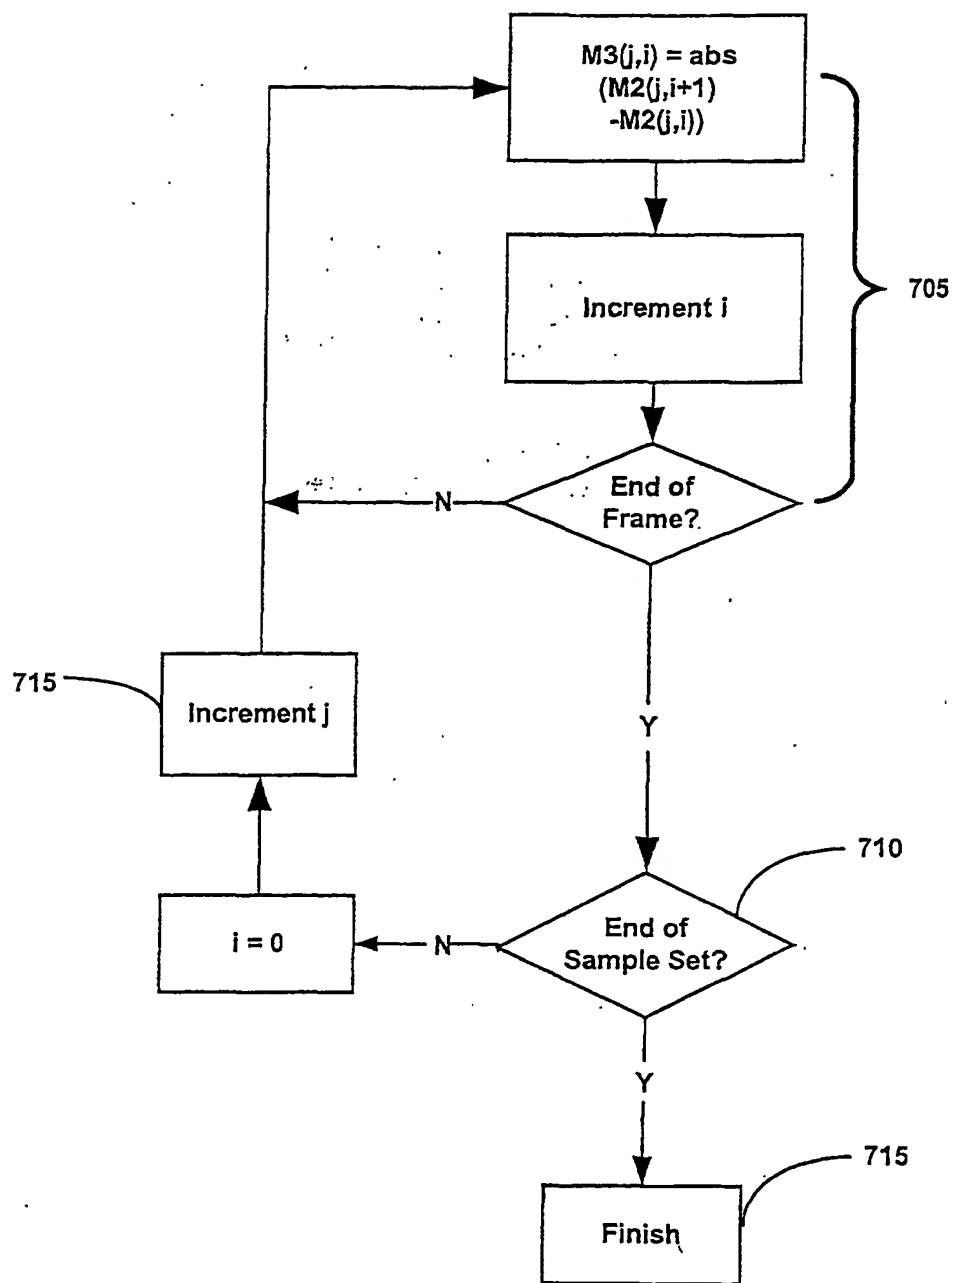 M3(j,i) = abs
(M2(j,i+1)
-M2(j,i))
Increment i
705
End of
Frame?
N
715
Increment j
Y
710
i = 0
N
End of
Sample Set?
Y
715
Finish